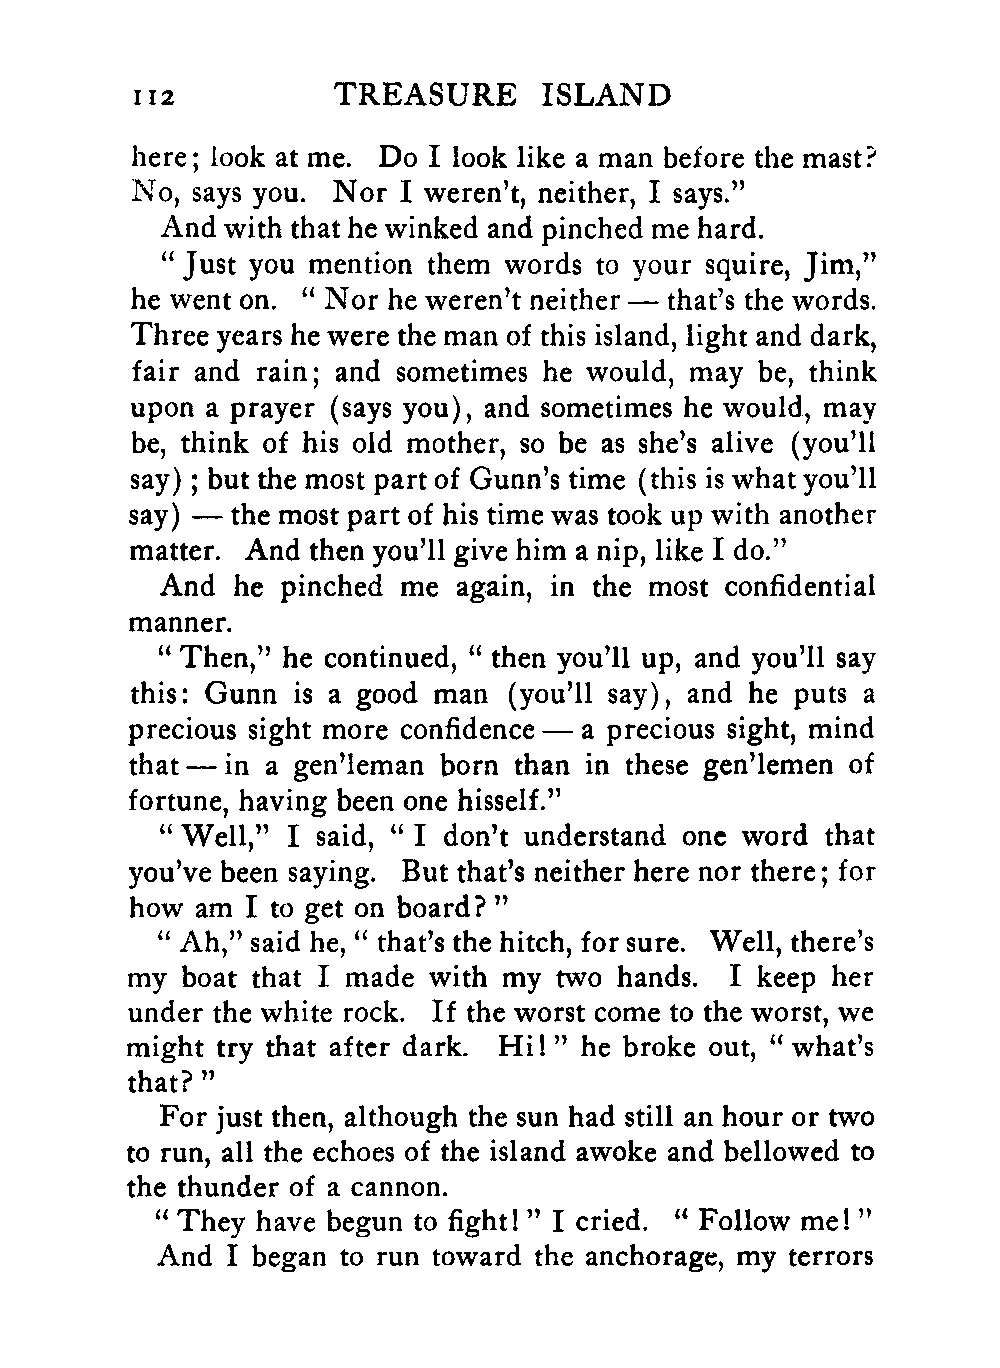 112 TREASURE ISLAND
here; look at me. Do I look like a man before the mast?
No, says you. Nor I weren't, neither, I says."
And with that he winked and pinched me hard.
"Just you mention them words to your squire, Jim,"
he went on. "Nor he weren't neither — that's the words.
Three years he were the man of this island, light and dark,
fair and rain; and sometimes he would, may be, think
upon a prayer (says you), and sometimes he would, may
be, think of his old mother, so be as she's alive (you'll
say); but the most part of Gunn's time (this is what you'll
say) — the most part of his time was took up with another
matter. And then you'll give him a nip, like I do."
And he pinched me again, in the most confidential
manner.
"Then," he continued, "then you'll up, and you'll say
this: Gunn is a good man (you'll say), and he puts a
precious sight more confidence — a precious sight, mind
that — in a gen'leman born than in these gen'lemen of
fortune, having been one hisself."
"Well," I said, "I don't understand one word that
you've been saying. But that's neither here nor there; for
how am I to get on board?"
"Ah," said he, "that's the hitch, for sure. Well, there's
my boat that I made with my two hands. I keep her
under the white rock. If the worst come to the worst, we
might try that after dark. Hi!" he broke out, "what's
that?"
For just then, although the sun had still an hour or two
to run, all the echoes of the island awoke and bellowed to
the thunder of a cannon.
"They have begun to fight!" I cried. "Follow me!"
And I began to run toward the anchorage, my terrors